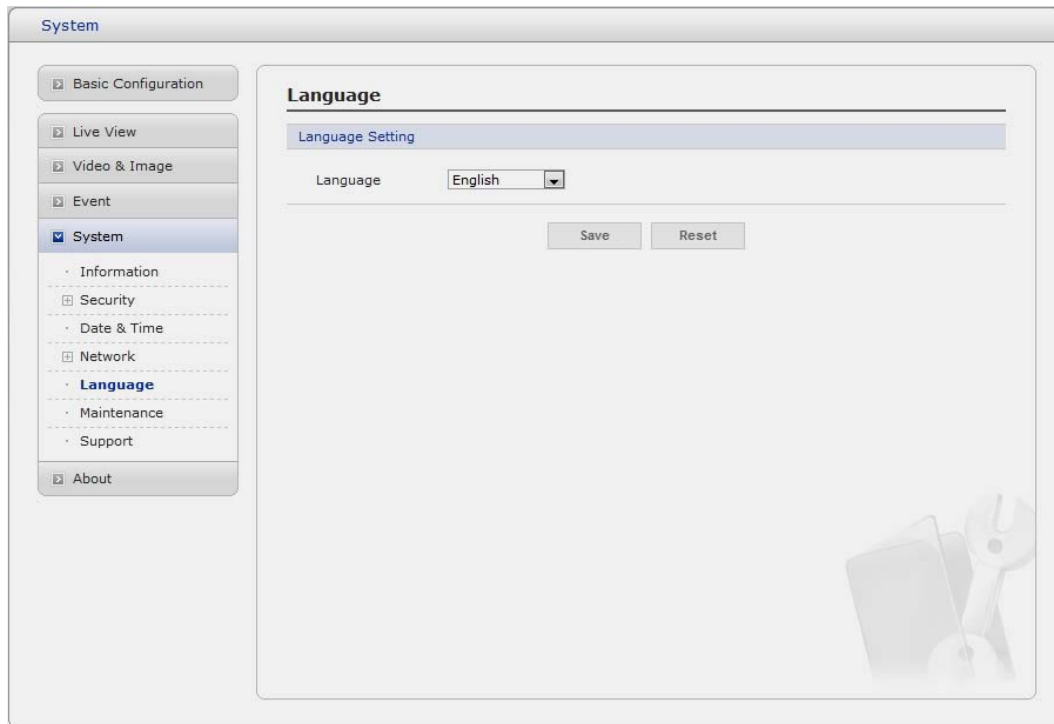 System
Basic Configuration
Live View
Video & Image
Event
System
Information
Security
Date & Time
Network
Language
Maintenance
Support
About
Language
Language Setting
Language English
Save Reset